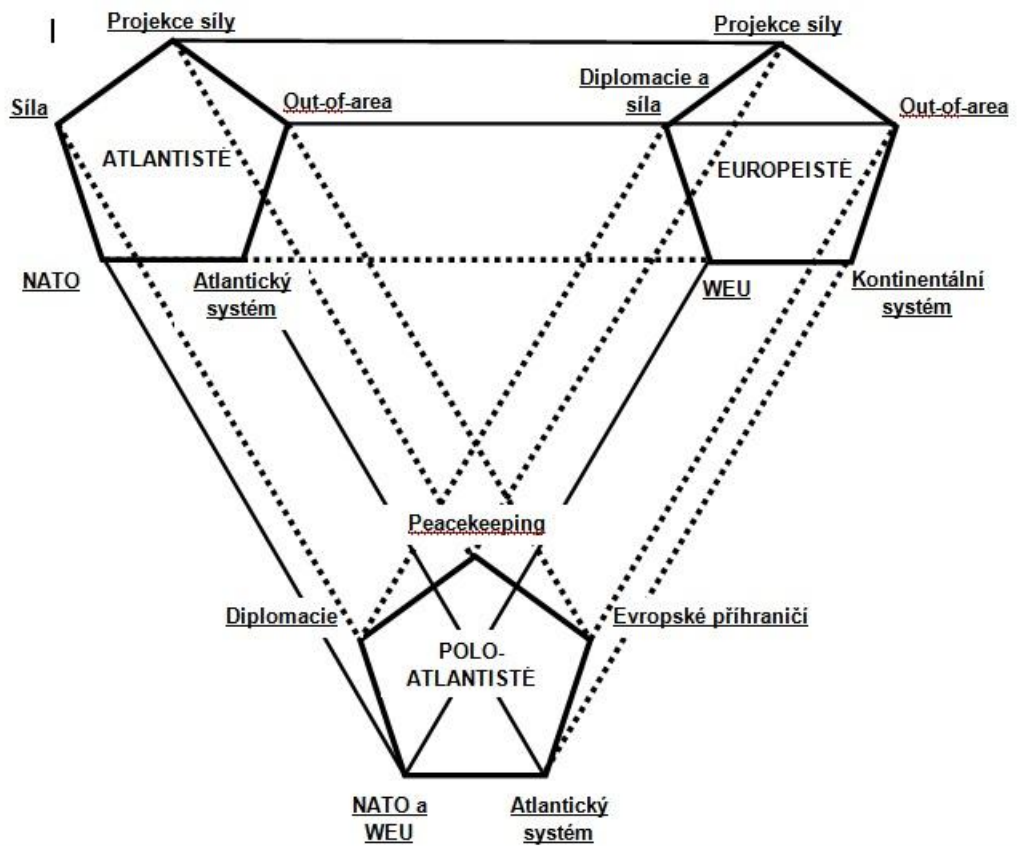 Projekce síly
Projekce síly
Diplomacie a
síla
Síla
Out-of-area
Out-of-area
ATLANTISTÉ
EUROPEISTÉ
NATO
Atlantický
systém
WEU
Kontinentální
systém
Peacekeeping
Diplomacie
Evropské příhraničí
POLO-
ATLANTISTÉ
NATO a
WEU
Atlantický
systém